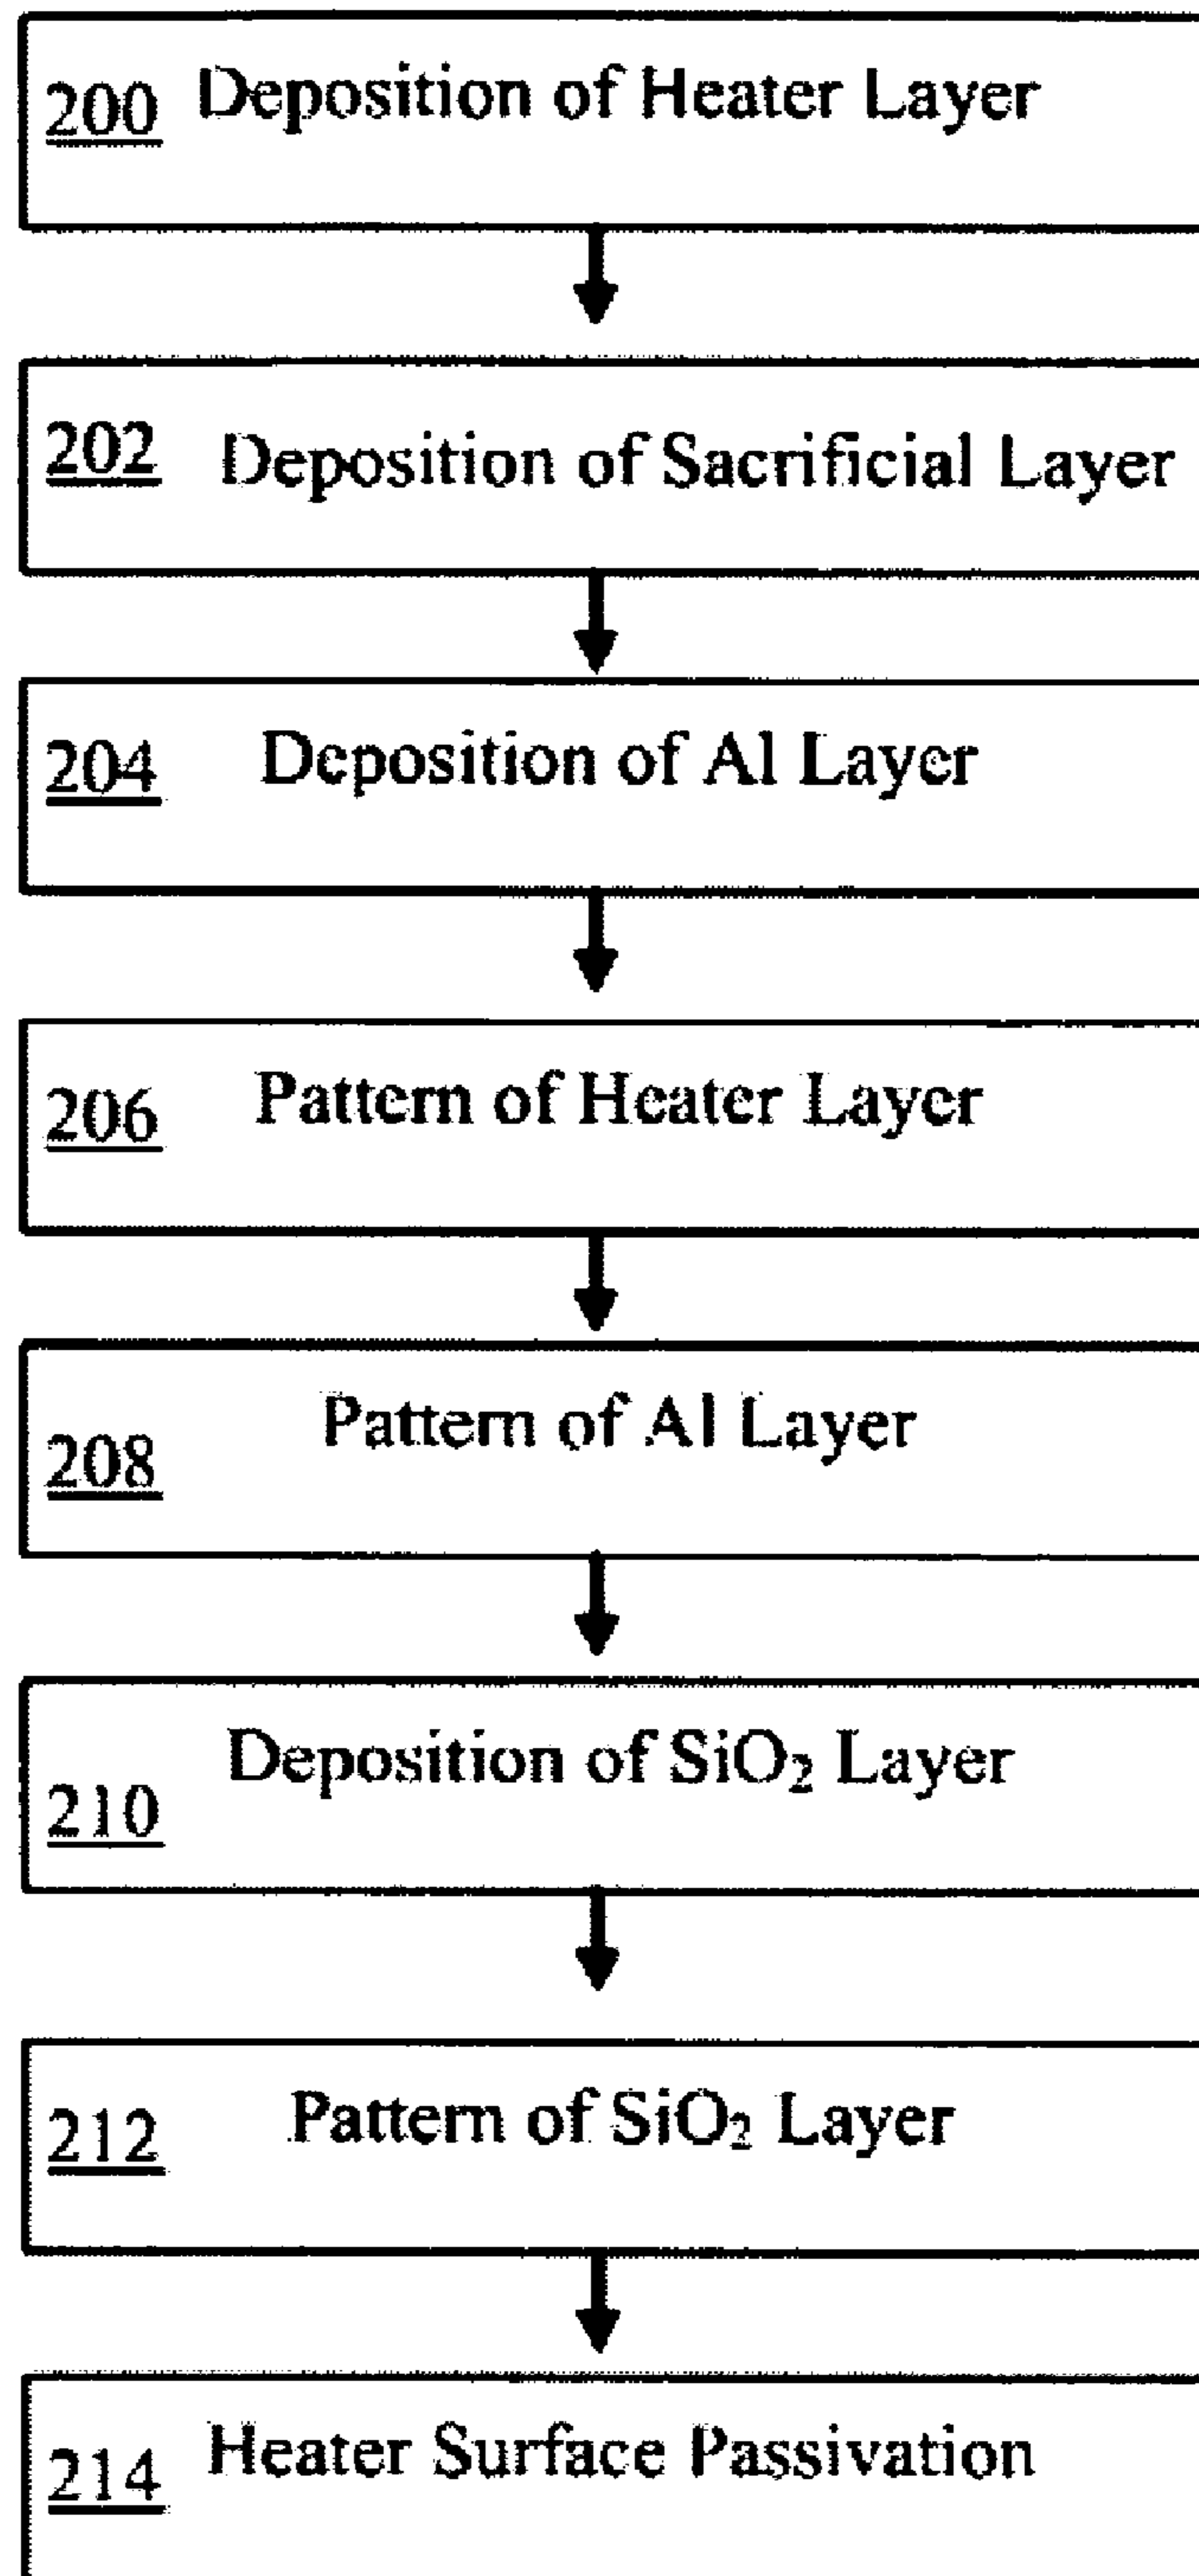 200 Deposition of Heater Layer
202 Deposition of Sacrificial Layer
204 Deposition of Al Layer
206 Pattern of Heater Layer
208 Pattern of Al Layer
210 Deposition of SiO₂ Layer
212 Pattern of SiO₂ Layer
214 Heater Surface Passivation